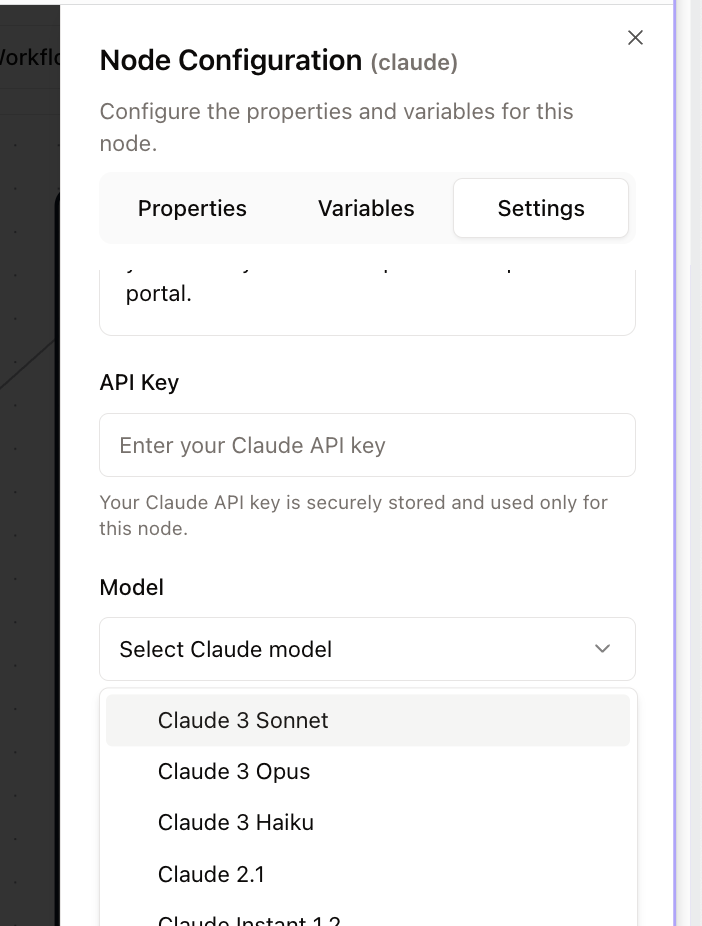 Workflo
Node Configuration (claude)
Configure the properties and variables for this
node.
Properties Variables Settings
portal.
API Key
Enter your Claude API key
Your Claude API key is securely stored and used only for
this node.
Model
Select Claude model
Claude 3 Sonnet
Claude 3 Opus
Claude 3 Haiku
Claude 2.1
Claude Instant 1.2